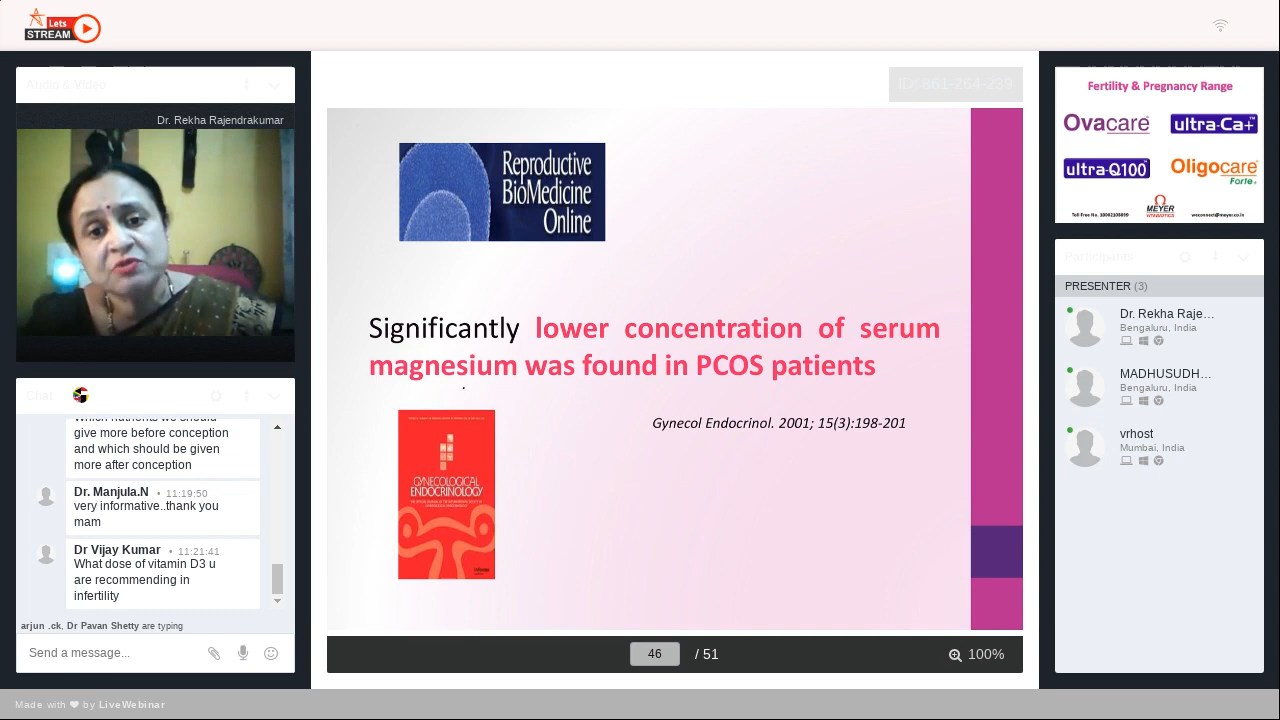 Lets
STREAM
Audio & Video
Dr. Rekha Rajendrakumar
Chat
Which nutrients we should
give more before conception
and which should be given
more after conception
Dr. Manjula.N • 11:19:50
very informative..thank you
mam
Dr Vijay Kumar • 11:21:41
What dose of vitamin D3 u
are recommending in
infertility
arjun .ck, Dr Pavan Shetty are typing
Send a message...
ID: 861-264-239
Reproductive
BioMedicine
Online
Significantly lower concentration of serum
magnesium was found in PCOS patients
.
Gynecol Endocrinol. 2001; 15(3):198-201
GYNECOLOGICAL
ENDOCRINOLOGY
46 / 51
100%
Fertility & Pregnancy Range
Ovacare
ultra-Ca+
ultra-Q100
Oligocare
Forte
MEYER
VITABIOTICS
weconnect@meyer.co.in
Participants
PRESENTER (3)
Dr. Rekha Raje...
Bengaluru, India
MADHUSUDH...
Bengaluru, India
vrhost
Mumbai, India
Made with ❤ by LiveWebinar